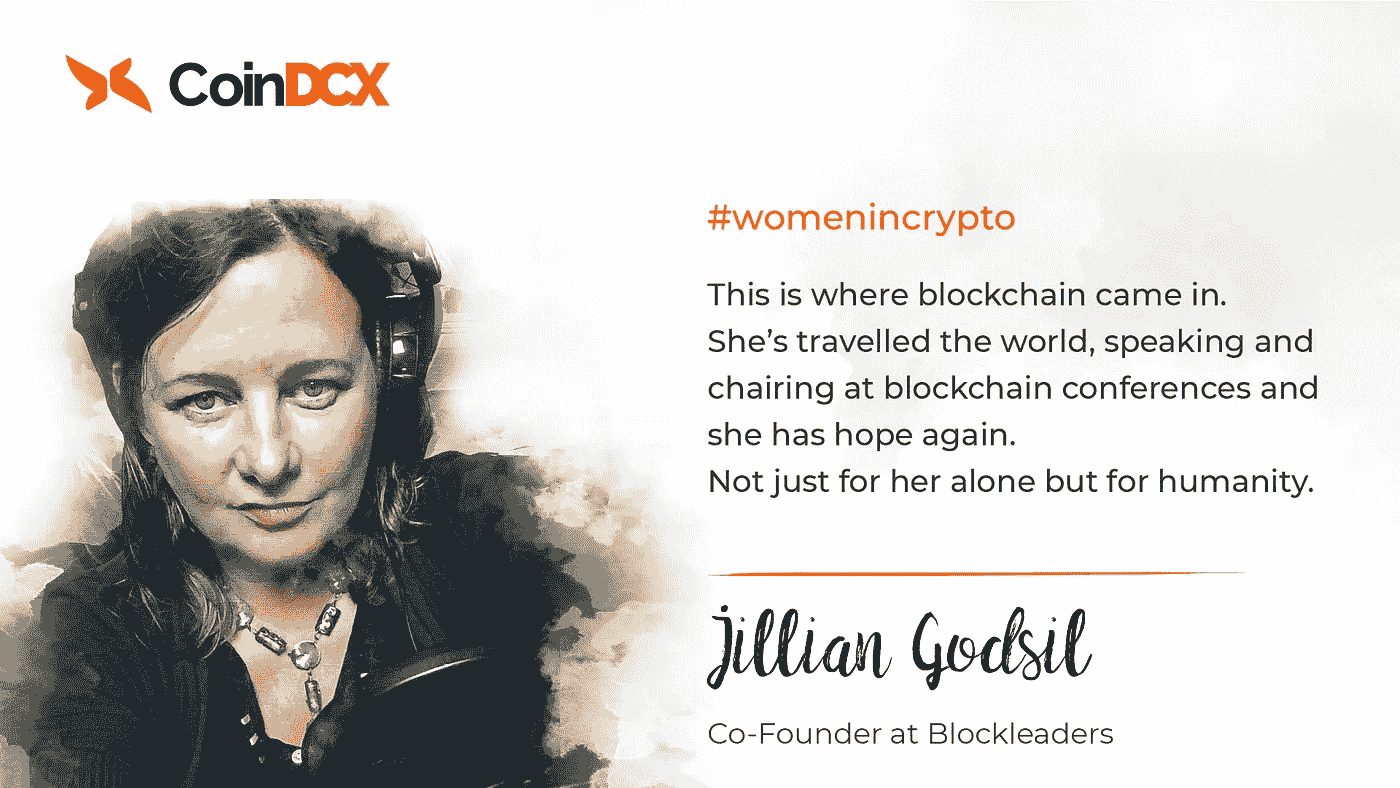 CoinDCX
#womenincrypto
This is where blockchain came in.
She's travelled the world, speaking and
chairing at blockchain conferences and
she has hope again.
Not just for her alone but for humanity.
Jillian Godsil
Co-Founder at Blockleaders